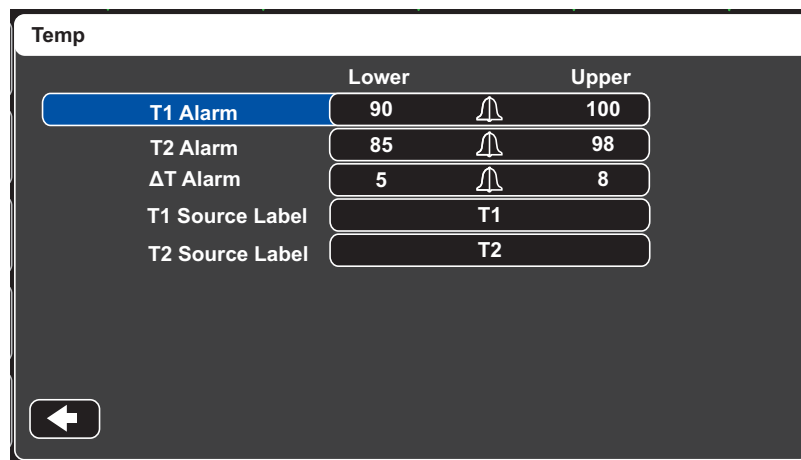 Temp
Lower Upper
T1 Alarm 90 100
T2 Alarm 85 98
ΔT Alarm 5 8
T1 Source Label T1
T2 Source Label T2